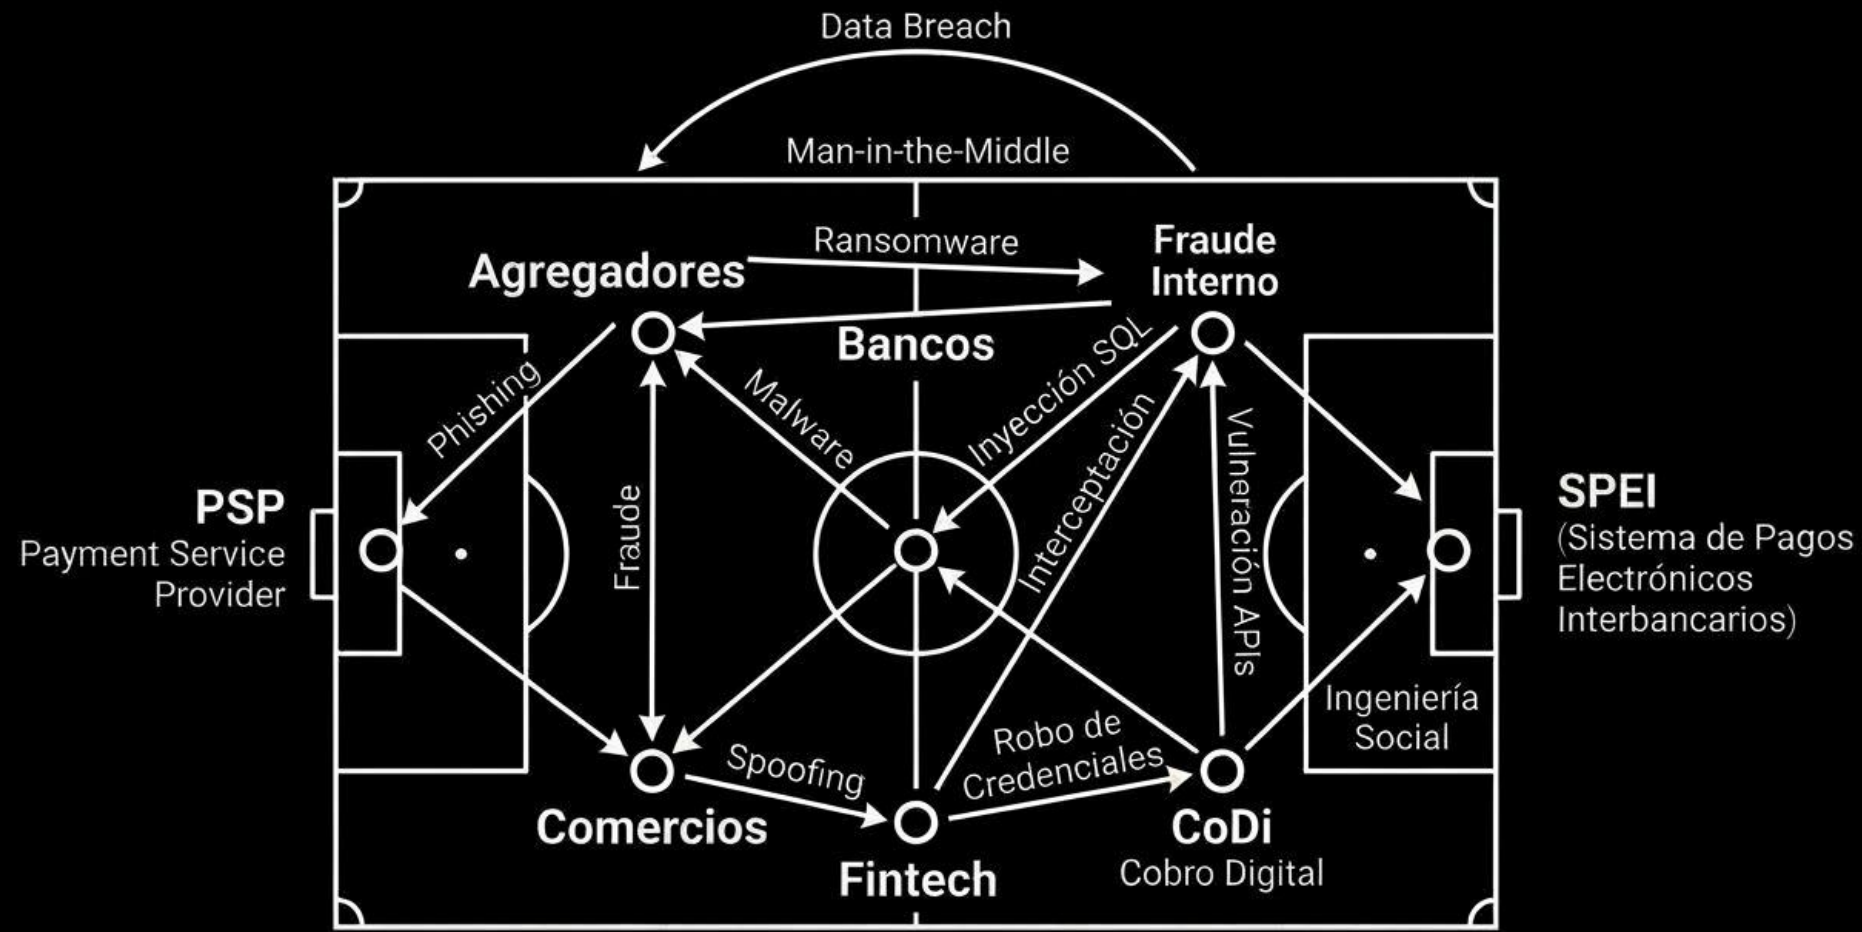 Data Breach
Man-in-the-Middle
Ransomware
Agregadores
Fraude
Interno
Bancos
Phishing
Malware
Inyección SQL
Interceptación
Vulneración APIs
Fraude
PSP
Payment Service
Provider
SPEI
(Sistema de Pagos
Electrónicos
Interbancarios)
Ingeniería
Social
Spoofing
Robo de
Credenciales
Comercios
Fintech
CoDi
Cobro Digital